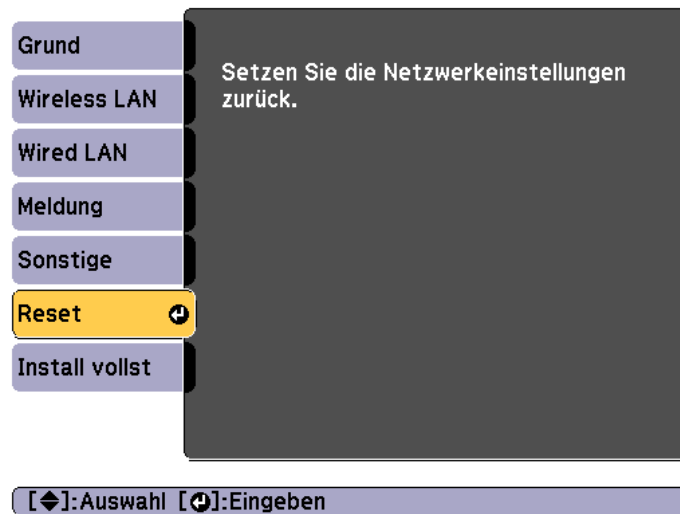 Grund
Wireless LAN
Wired LAN
Meldung
Sonstige
Reset
Install vollst
Setzen Sie die Netzwerkeinstellungen
zurück.
[◆]:Auswahl [⏎]:Eingeben